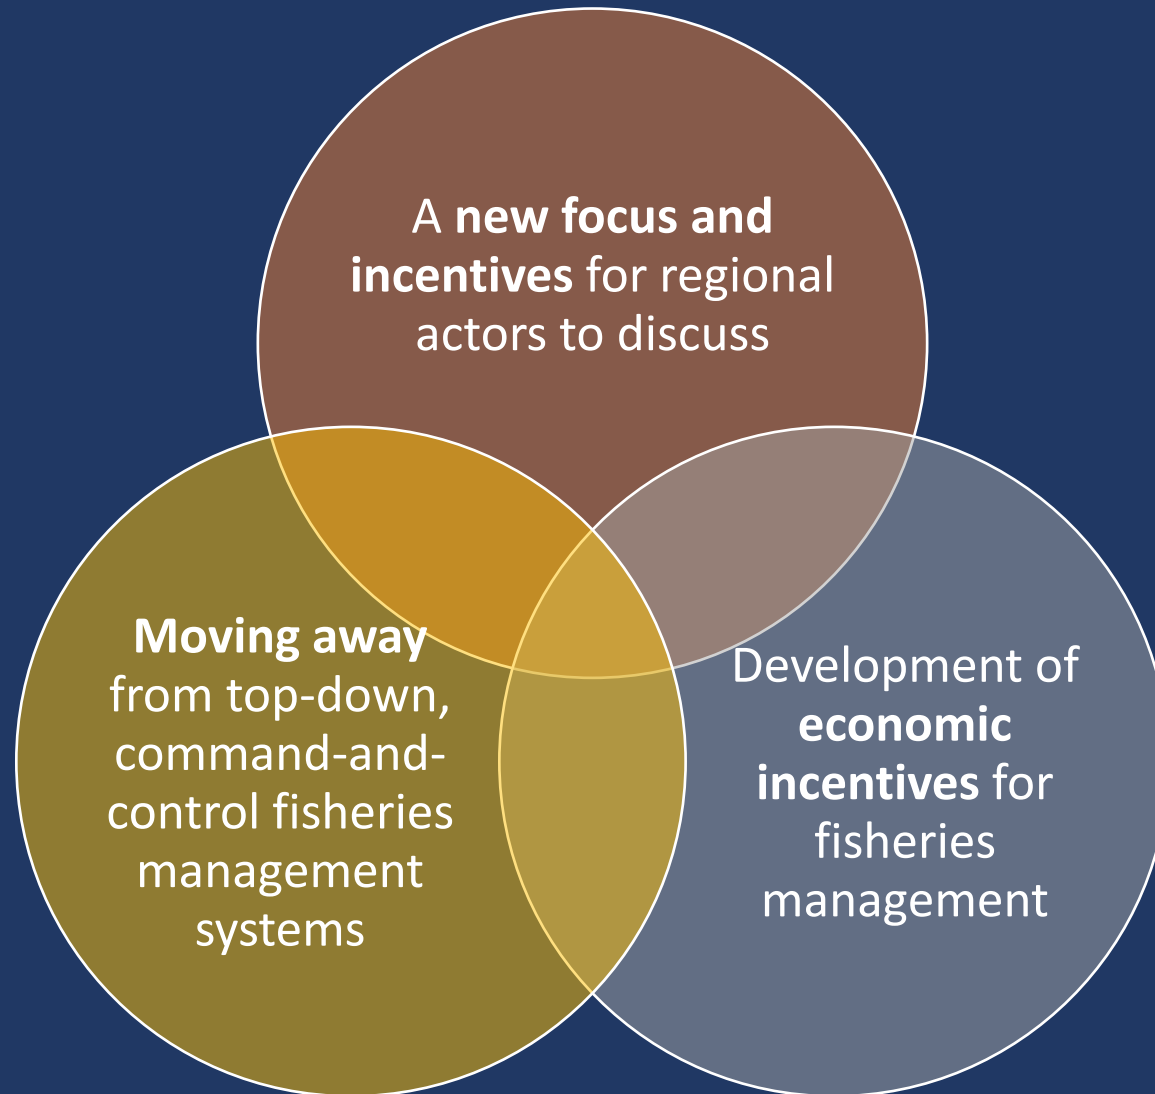 A new focus and
incentives for regional
actors to discuss
Moving away
from top-down,
command-and-
control fisheries
management
systems
Development of
economic
incentives for
fisheries
management